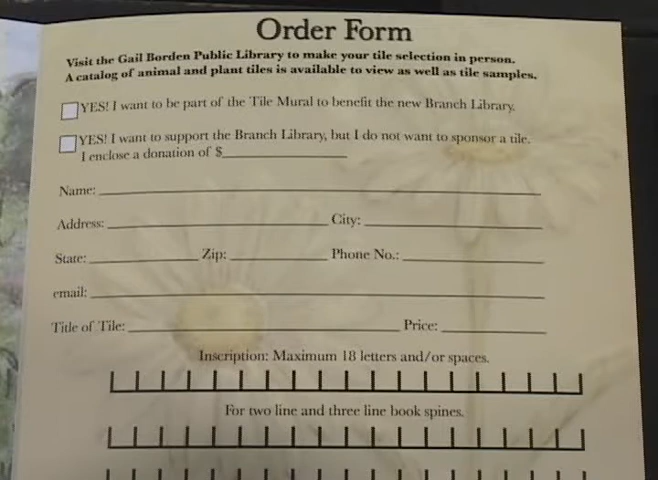 Order Form
Visit the Gail Borden Public Library to make your tile selection in person.
A catalog of animal and plant tiles is available to view as well as tile samples.
YES! I want to be part of the Tile Mural to benefit the new Branch Library.
YES! I want to support the Branch Library, but I do not want to sponsor a tile.
I enclose a donation of $
Name:
Address: City:
State: Zip: Phone No.:
email:
Title of Tile: Price:
Inscription: Maximum 18 letters and/or spaces.
For two line and three line book spines.